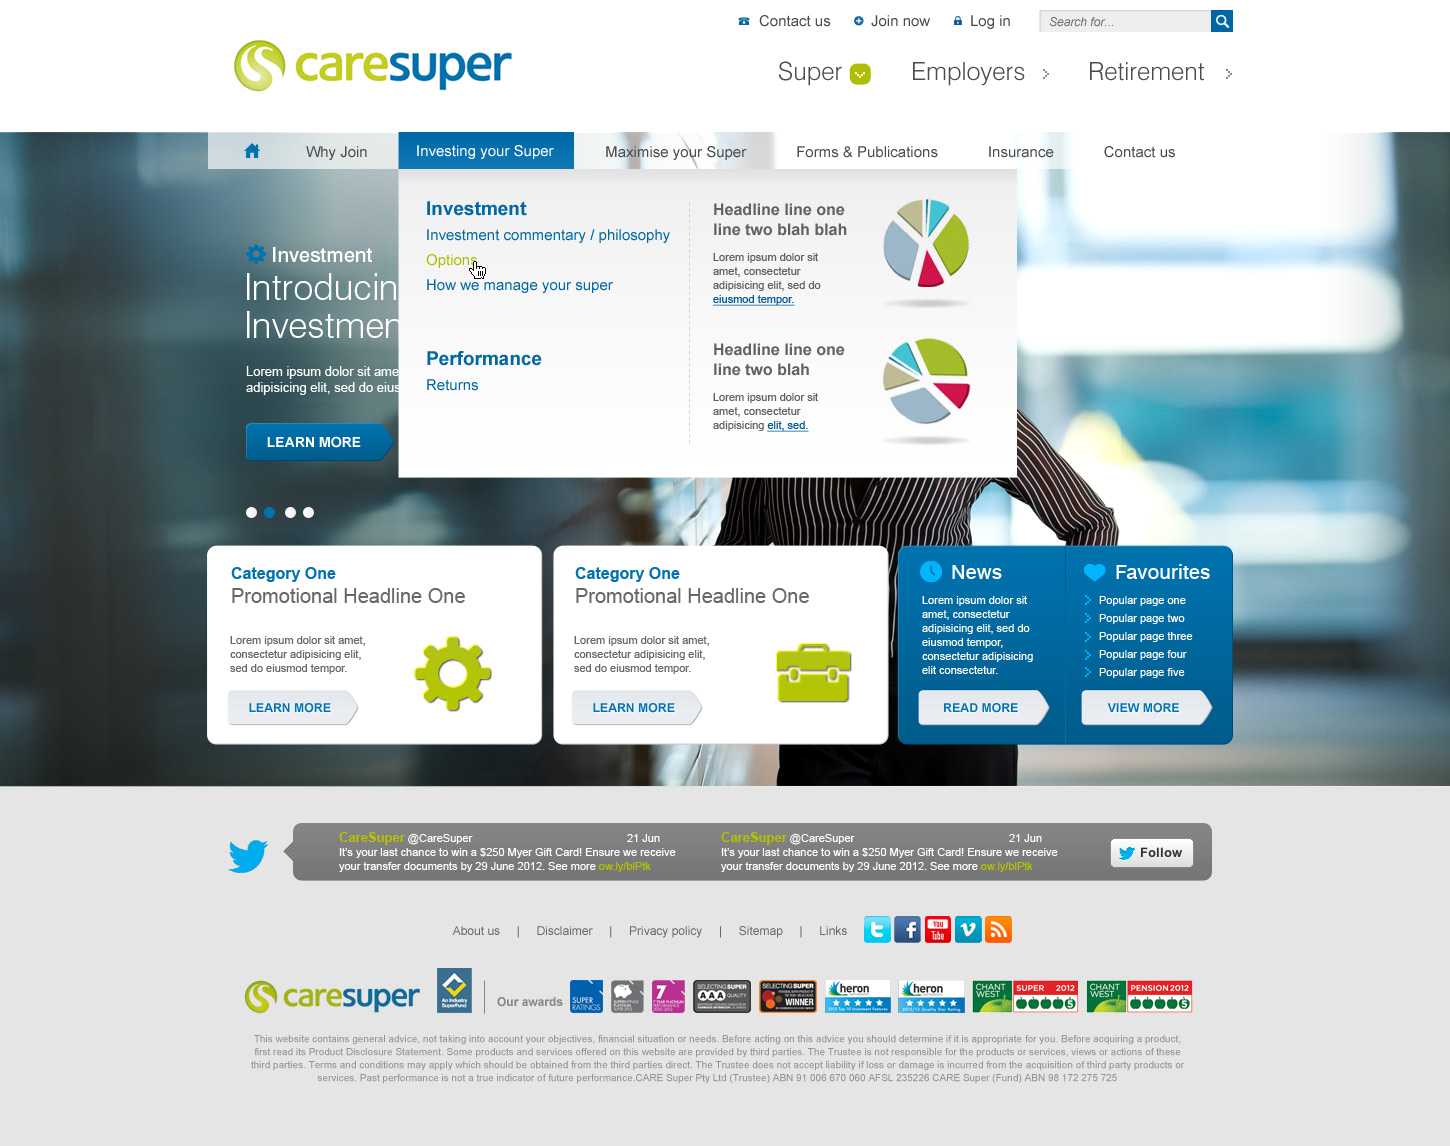 Contact us
Join now
Log in
Search for...
caresuper
Super
Employers
Retirement
Why Join
Investing your Super
Maximise your Super
Forms & Publications
Insurance
Contact us
Investment
Investment commentary / philosophy
Options
How we manage your super
Performance
Returns
Headline line one
line two blah blah
Lorem ipsum dolor sit
amet, consectetur
adipisicing elit, sed do
eiusmod tempor.
Headline line one
line two blah
Lorem ipsum dolor sit
amet, consectetur
adipisicing elit, sed.
Investment
Introducin
Investmen
Lorem ipsum dolor sit ame
adipisicing elit, sed do eius
LEARN MORE
Category One
Promotional Headline One
Lorem ipsum dolor sit amet,
consectetur adipisicing elit,
sed do eiusmod tempor.
LEARN MORE
Category One
Promotional Headline One
Lorem ipsum dolor sit amet,
consectetur adipisicing elit,
sed do eiusmod tempor.
LEARN MORE
News
Lorem ipsum dolor sit
amet, consectetur
adipisicing elit, sed do
eiusmod tempor,
consectetur adipisicing
elit consectetur.
READ MORE
Favourites
Popular page one
Popular page two
Popular page three
Popular page four
Popular page five
VIEW MORE
CareSuper @CareSuper 21 Jun
It's your last chance to win a $250 Myer Gift Card! Ensure we receive
your transfer documents by 29 June 2012. See more ow.ly/blPtk
CareSuper @CareSuper 21 Jun
It's your last chance to win a $250 Myer Gift Card! Ensure we receive
your transfer documents by 29 June 2012. See more ow.ly/blPtk
Follow
About us | Disclaimer | Privacy policy | Sitemap | Links
You
Tube
caresuper
An Industry
SuperFund
Our awards
SUPER
RATINGS
7
SELECTING SUPER
AAA QUALITY
SELECTING SUPER
WINNER
heron
heron
CHANT
WEST
SUPER 2012
5
CHANT
WEST
PENSION 2012
5
This website contains general advice, not taking into account your objectives, financial situation or needs. Before acting on this advice you should determine if it is appropriate for you. Before acquiring a product,
first read its Product Disclosure Statement. Some products and services offered on this website are provided by third parties. The Trustee is not responsible for the products or services, views or actions of these
third parties. Terms and conditions may apply which should be obtained from the third parties direct. The Trustee does not accept liability if loss or damage is incurred from the acquisition of third party products or
services. Past performance is not a true indicator of future performance.CARE Super Pty Ltd (Trustee) ABN 91 006 670 060 AFSL 235226 CARE Super (Fund) ABN 98 172 275 725